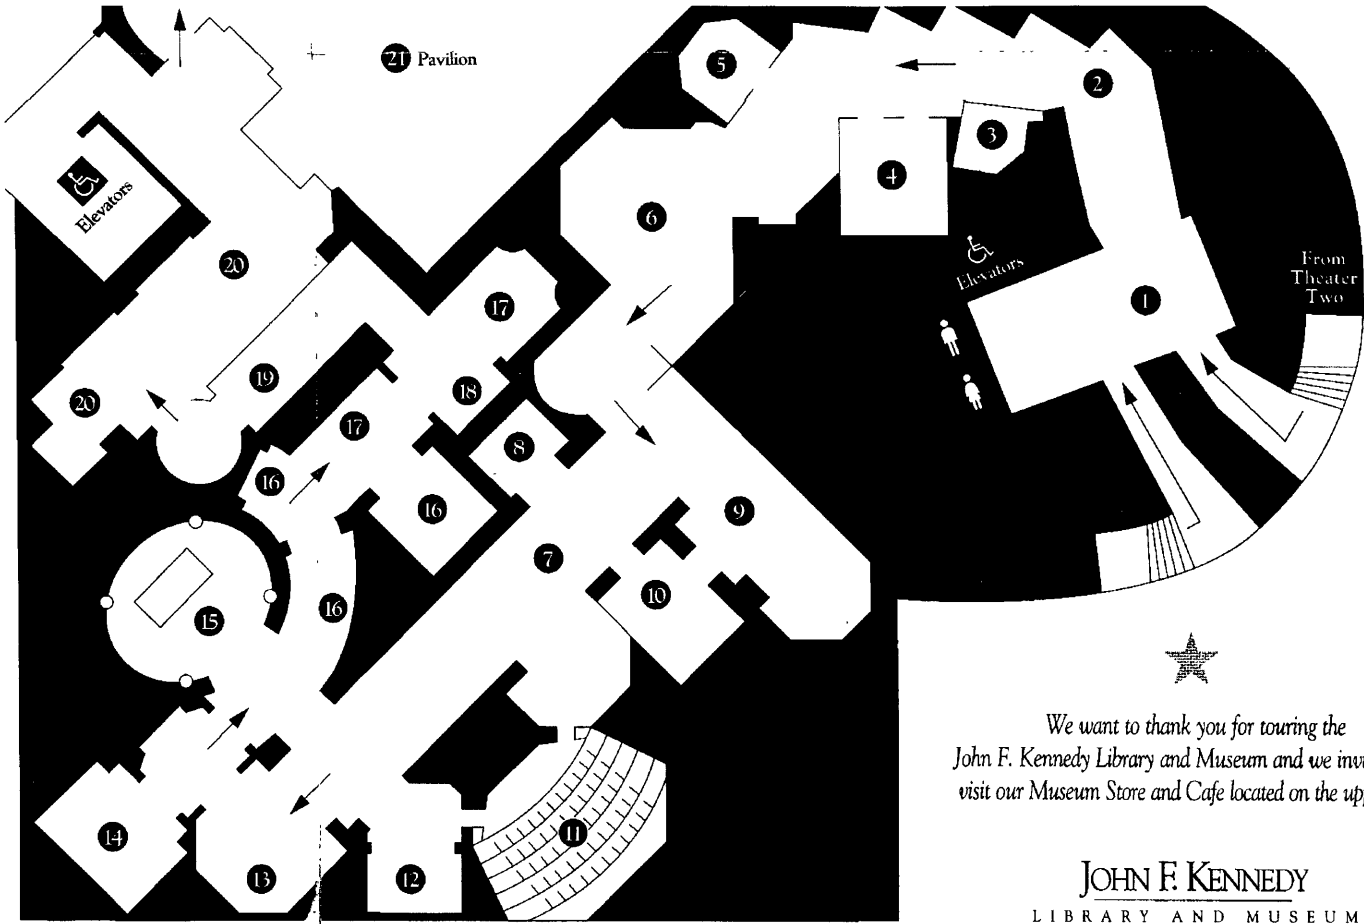 21 Pavilion
5
2
3
4
Elevators
6
20
Elevators
From
Theater
Two
1
17
19
18
20
17
8
16
16
9
7
10
16
15
11
14
13
12
We want to thank you for touring the
John F. Kennedy Library and Museum and we
visit our Museum Store and Cafe located on the
JOHN F. KENNEDY
LIBRARY AND MUSEUM